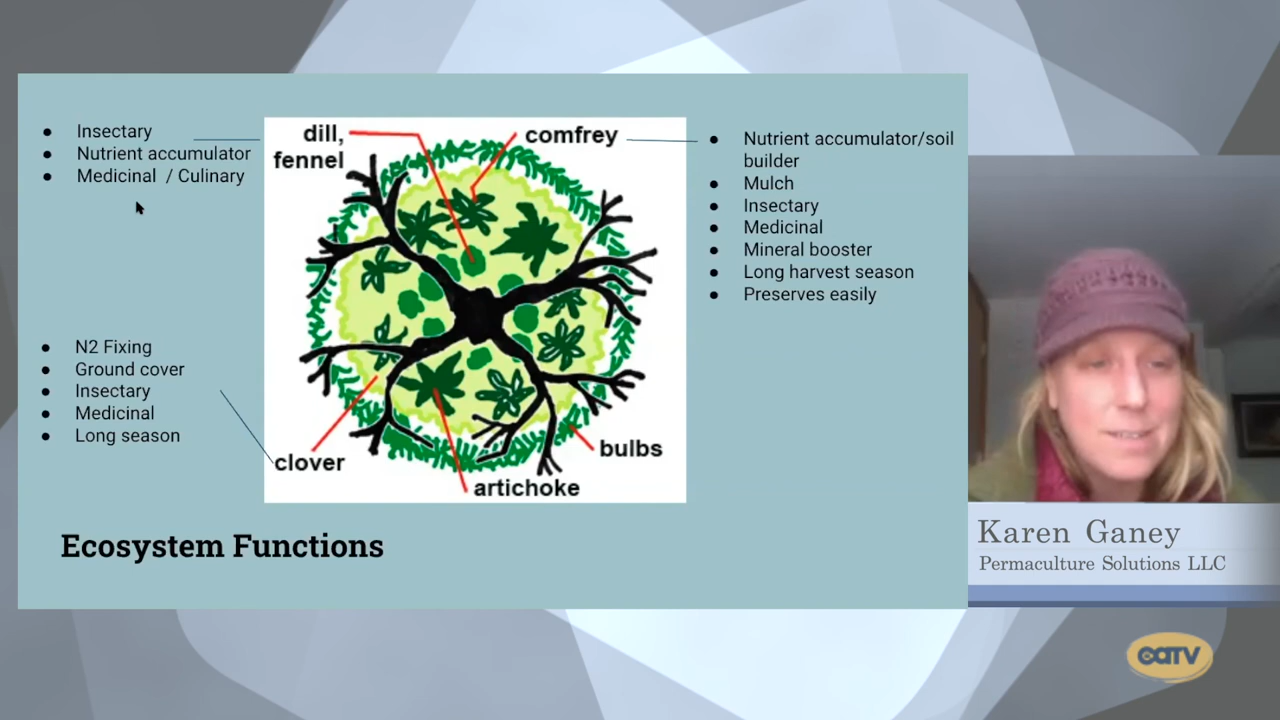 Insectary
Nutrient accumulator
Medicinal / Culinary
dill,
fennel
comfrey
Nutrient accumulator/soil
builder
Mulch
Insectary
Medicinal
Mineral booster
Long harvest season
Preserves easily
N2 Fixing
Ground cover
Insectary
Medicinal
Long season
clover
artichoke
bulbs
Ecosystem Functions
Karen Ganey
Permaculture Solutions LLC
CATV